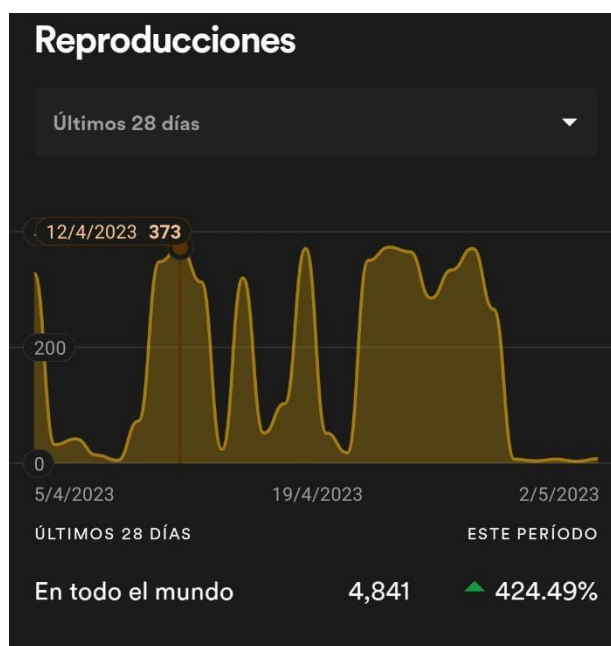 Reproducciones
Últimos 28 días
12/4/2023 373
200
0
5/4/2023 19/4/2023 2/5/2023
ÚLTIMOS 28 DÍAS ESTE PERÍODO
En todo el mundo 4,841 424.49%